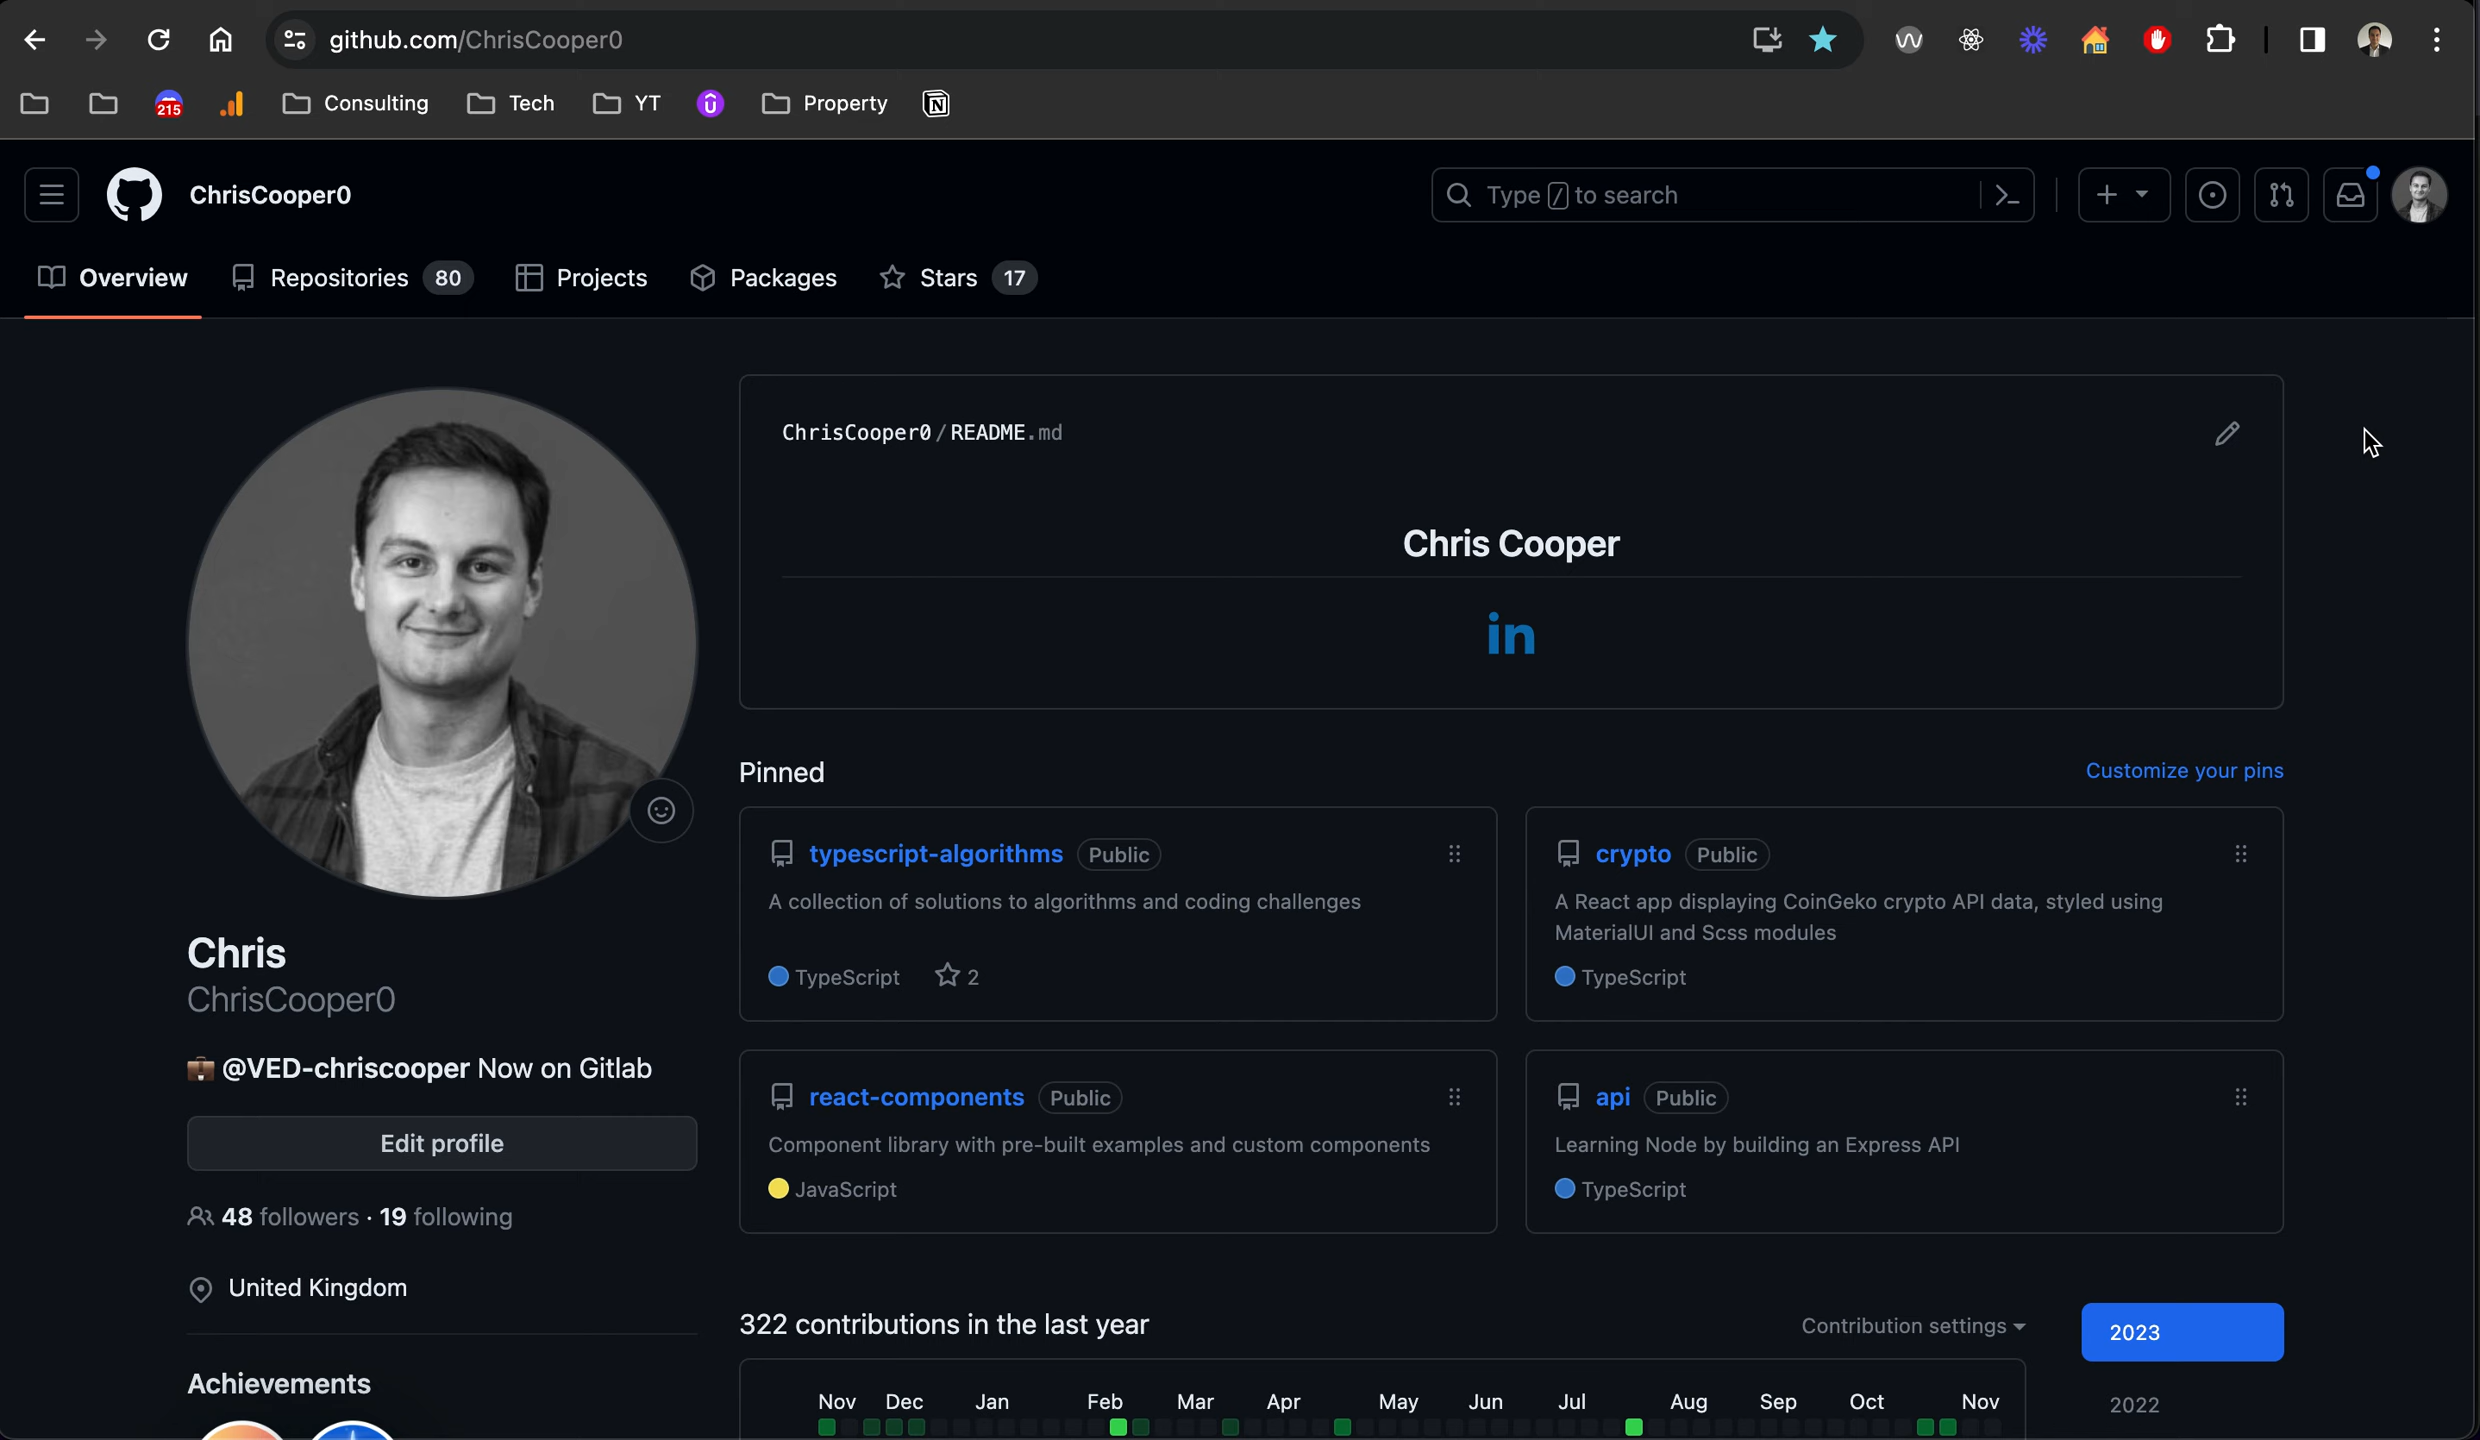 github.com/ChrisCooper0
215
Consulting
Tech
YT
Property
ChrisCooper0
Type / to search
Overview
Repositories 80
Projects
Packages
Stars 17
ChrisCooper0/README.md
Chris Cooper
in
Pinned
Customize your pins
typescript-algorithms Public
A collection of solutions to algorithms and coding challenges
TypeScript 2
crypto Public
A React app displaying CoinGeko crypto API data, styled using
MaterialUI and Scss modules
TypeScript
react-components Public
Component library with pre-built examples and custom components
JavaScript
api Public
Learning Node by building an Express API
TypeScript
Chris
ChrisCooper0
@VED-chriscooper Now on Gitlab
Edit profile
48 followers · 19 following
United Kingdom
Achievements
322 contributions in the last year
Contribution settings
2023
2022
Nov Dec Jan Feb Mar Apr May Jun Jul Aug Sep Oct Nov